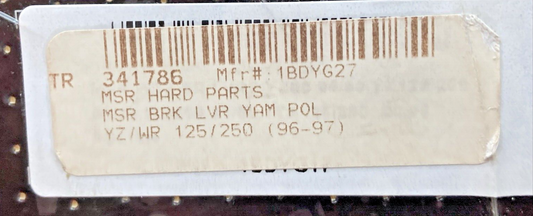 TR 341786 Mfr#:1BDYG27
MSR HARD PARTS
MSR BRK LVR YAM POL
YZ/WR 125/250 (96-97)